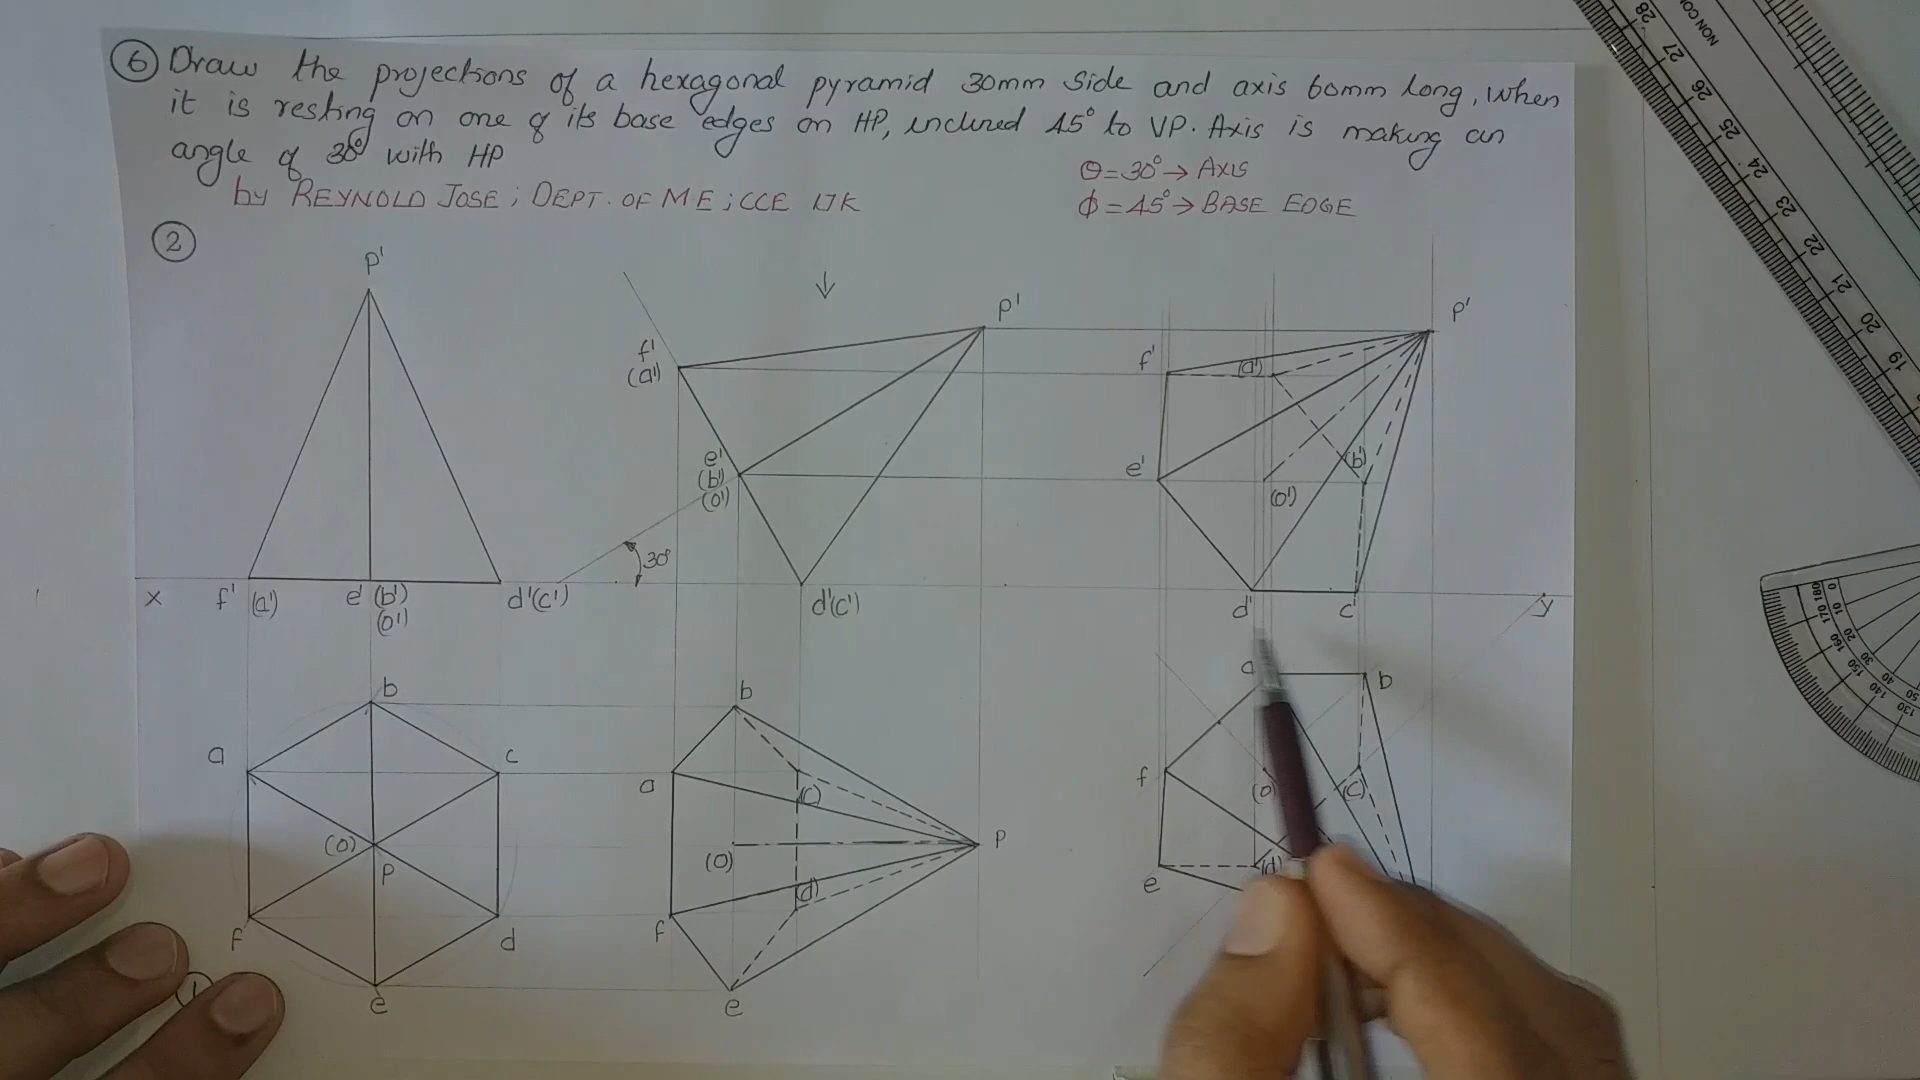 6 Draw the projections of a hexagonal pyramid 30mm side and axis 60mm long, when
it is resting on one of its base edges on HP, inclined 45° to VP. Axis is making an
angle of 30° with HP
by REYNOLD JOSE; DEPT. OF ME; CCE IJK
θ=30° → AXIS
φ=45° → BASE EDGE
2
p'
p'
p'
f'
(a')
f'
(a')
e'
(b')
(o')
e'
(b')
(o')
30°
x
f'
(a')
e'
(b')
(o')
d'(c')
d'(c')
d'
c'
y
b
a
c
(o)
p
f
d
e
b
a
(c)
(o)
p
(d)
f
e
a
b
f
(o)
(c)
e
(d)
1
NON CO
28
27
26
25
24
23
22
21
20
19
0
10
20
30
40
50
180
170
160
150
140
130